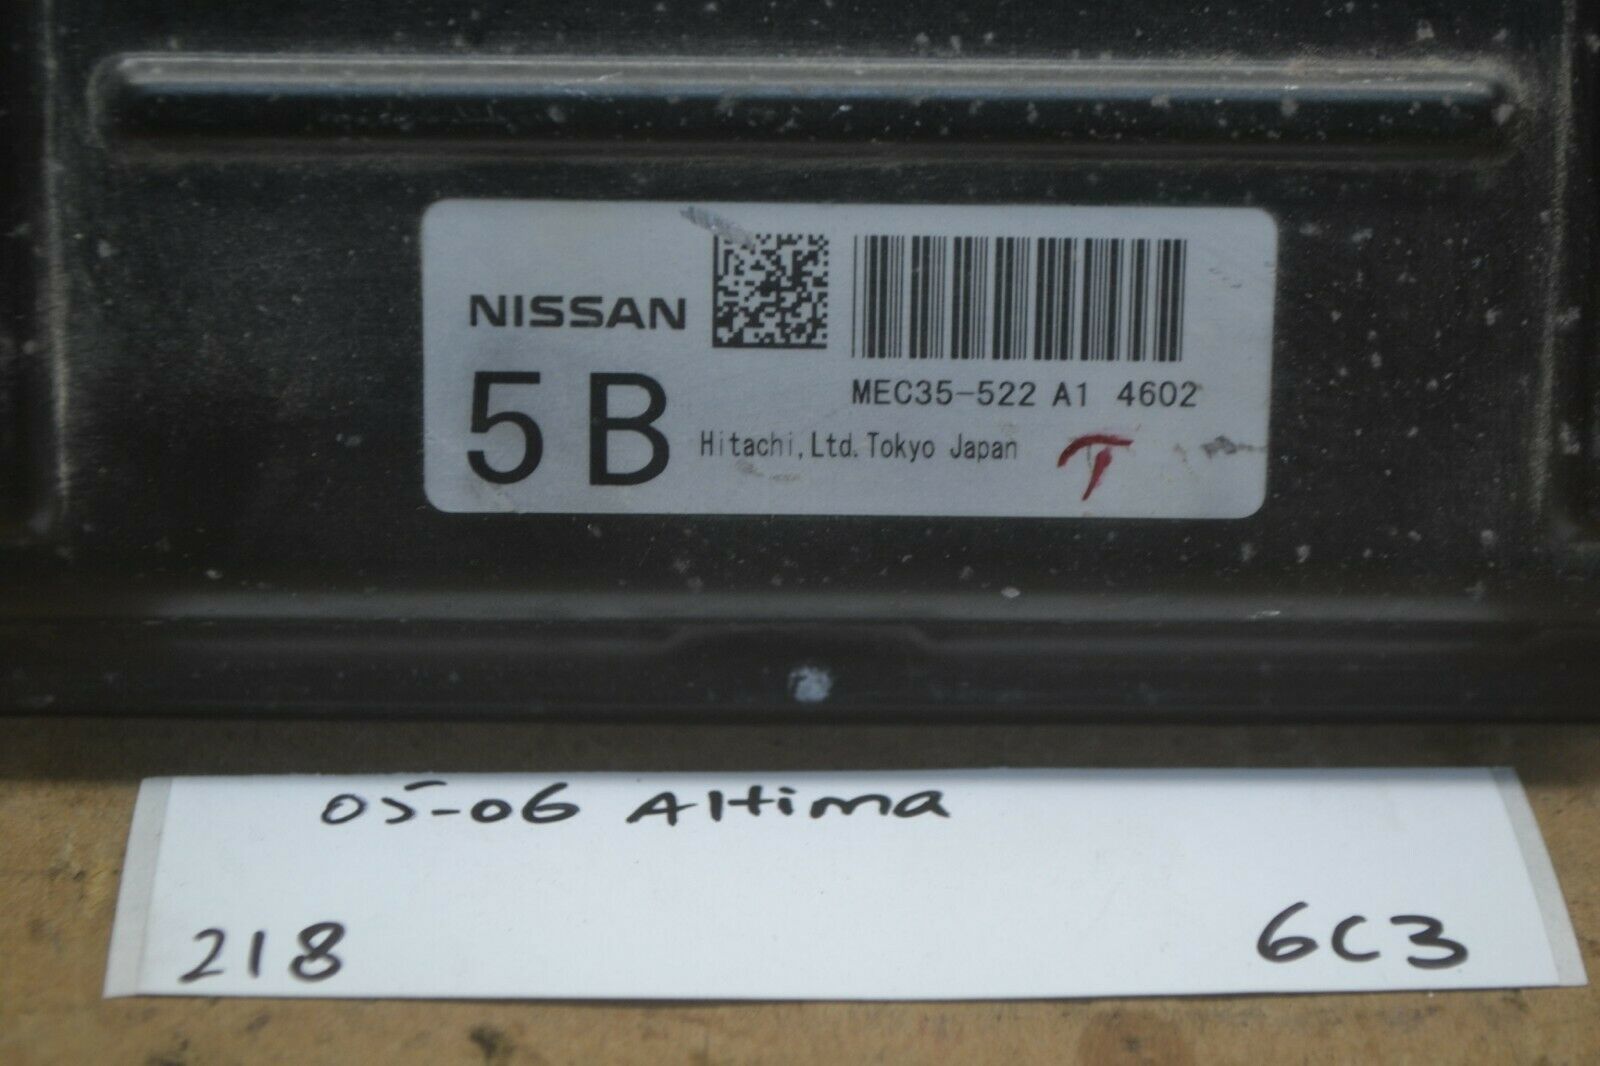 NISSAN
MEC35-522 A1 4602
5B
Hitachi, Ltd. Tokyo Japan
T
05-06 Altima
218
6C3